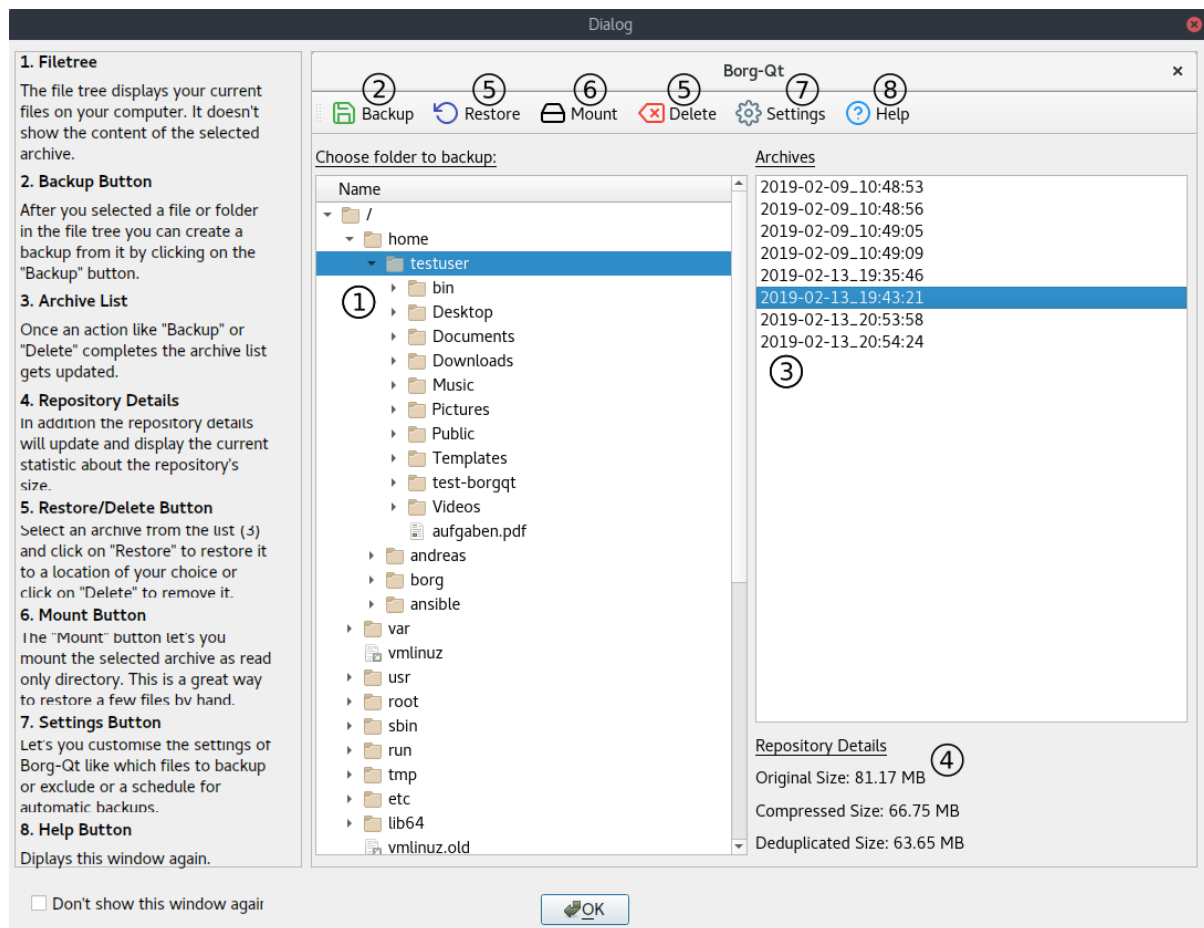 Dialog
1. Filetree
The file tree displays your current
files on your computer. It doesn't
show the content of the selected
archive.
2. Backup Button
After you selected a file or folder
in the file tree you can create a
backup from it by clicking on the
"Backup" button.
3. Archive List
Once an action like "Backup" or
"Delete" completes the archive list
gets updated.
4. Repository Details
In addition the repository details
will update and display the current
statistic about the repository's
size.
5. Restore/Delete Button
Select an archive from the list (3)
and click on "Restore" to restore it
to a location of your choice or
click on "Delete" to remove it.
6. Mount Button
The "Mount" button let's you
mount the selected archive as read
only directory. This is a great way
to restore a few files by hand.
7. Settings Button
Let's you customise the settings of
Borg-Qt like which files to backup
or exclude or a schedule for
automatic backups.
8. Help Button
Diplays this window again.
Borg-Qt
2 5 6 5 7 8
Backup Restore Mount Delete Settings Help
Choose folder to backup:
Name
/
home
testuser
bin
1
Desktop
Documents
Downloads
Music
Pictures
Public
Templates
test-borgqt
Videos
aufgaben.pdf
andreas
borg
ansible
var
vmlinuz
usr
root
sbin
run
tmp
etc
lib64
vmlinuz.old
Archives
2019-02-09_10:48:53
2019-02-09_10:48:56
2019-02-09_10:49:05
2019-02-09_10:49:09
2019-02-13_19:35:46
2019-02-13_19:43:21
2019-02-13_20:53:58
2019-02-13_20:54:24
3
Repository Details
4
Original Size: 81.17 MB
Compressed Size: 66.75 MB
Deduplicated Size: 63.65 MB
Don't show this window agair
OK